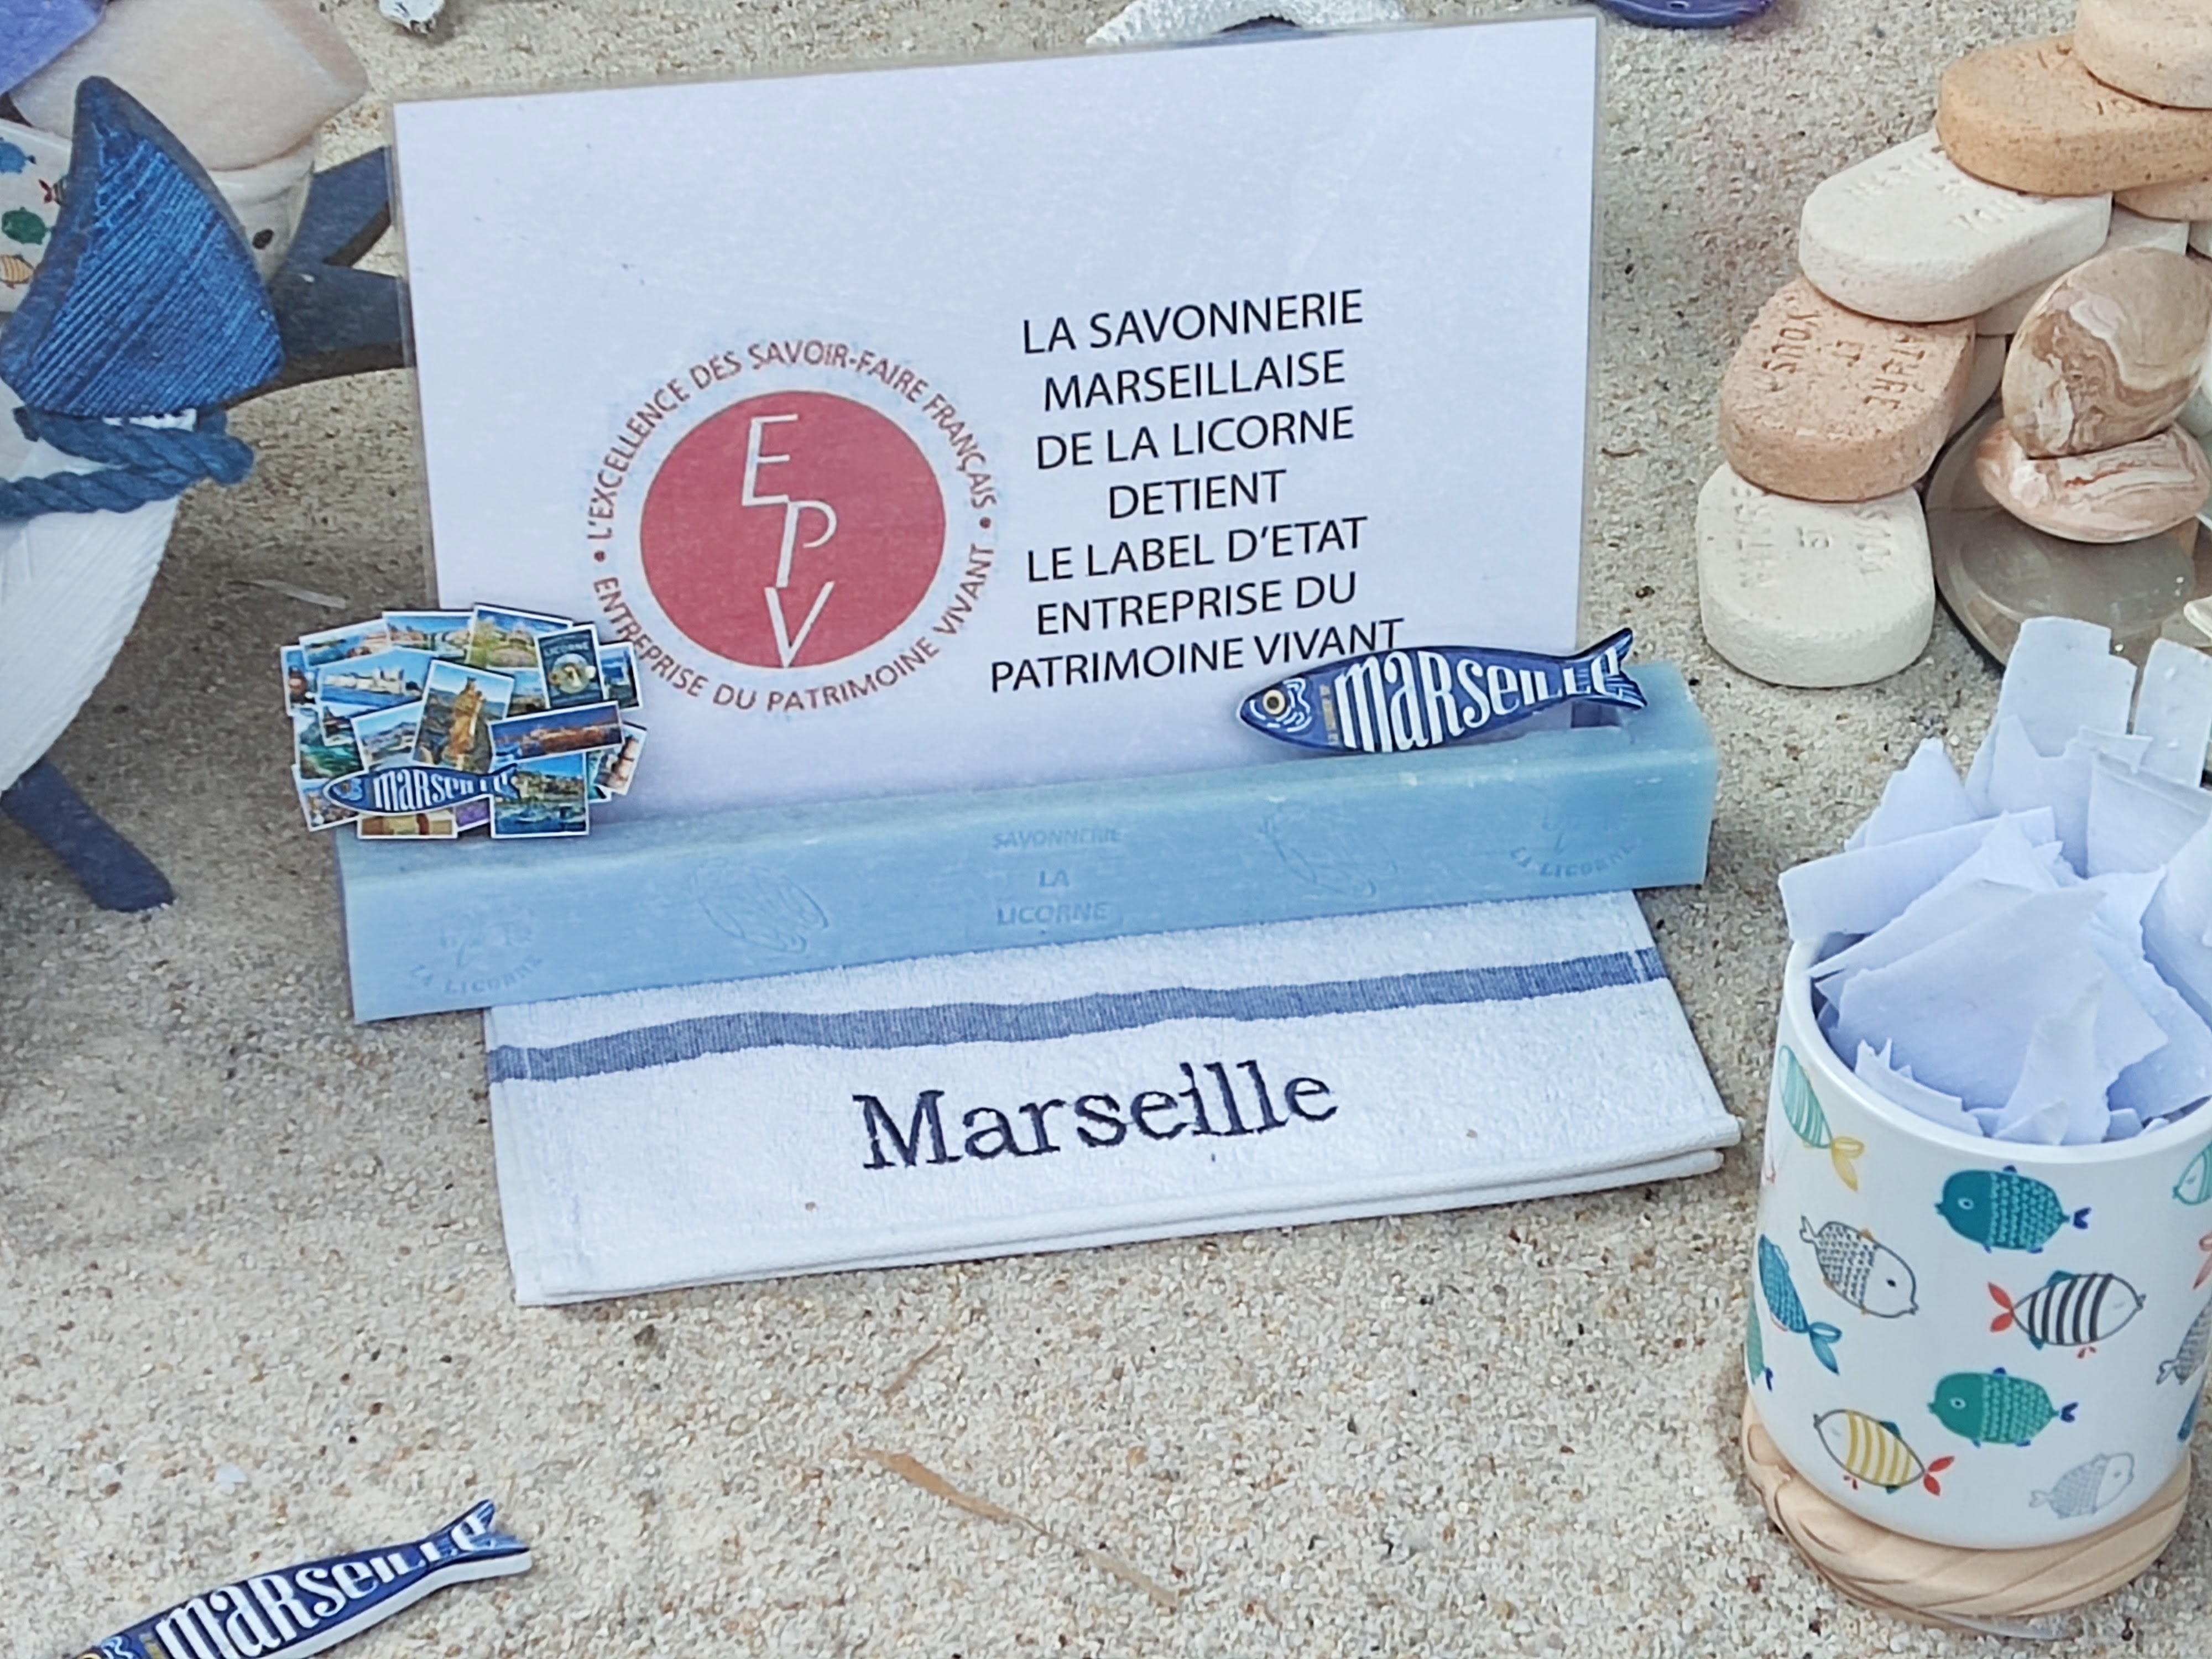 • L'EXCELLENCE DES SAVOIR-FAIRE FRANÇAIS •
ENTREPRISE DU PATRIMOINE VIVANT
E
P
V
LA SAVONNERIE
MARSEILLAISE
DE LA LICORNE
DETIENT
LE LABEL D'ETAT
ENTREPRISE DU
PATRIMOINE VIVANT
LICORNE
MARSEILLE
MARSEILLE
SAVONNERIE
LA
LICORNE
LA LICORNE
LA LICORNE
Marseille
MARSEILLE